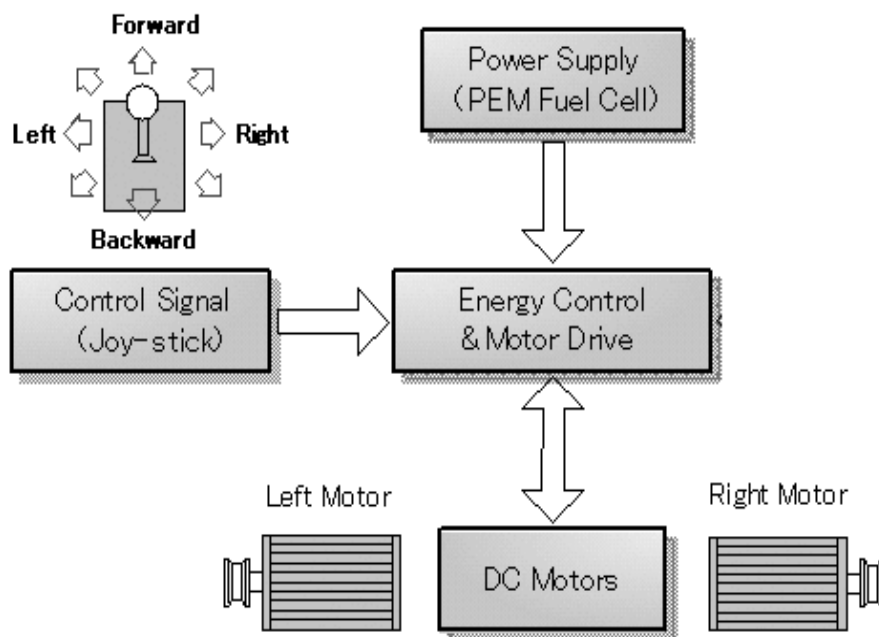 Forward
Left
Right
Backward
Power Supply
(PEM Fuel Cell)
Control Signal
(Joy-stick)
Energy Control
& Motor Drive
Left Motor
Right Motor
DC Motors